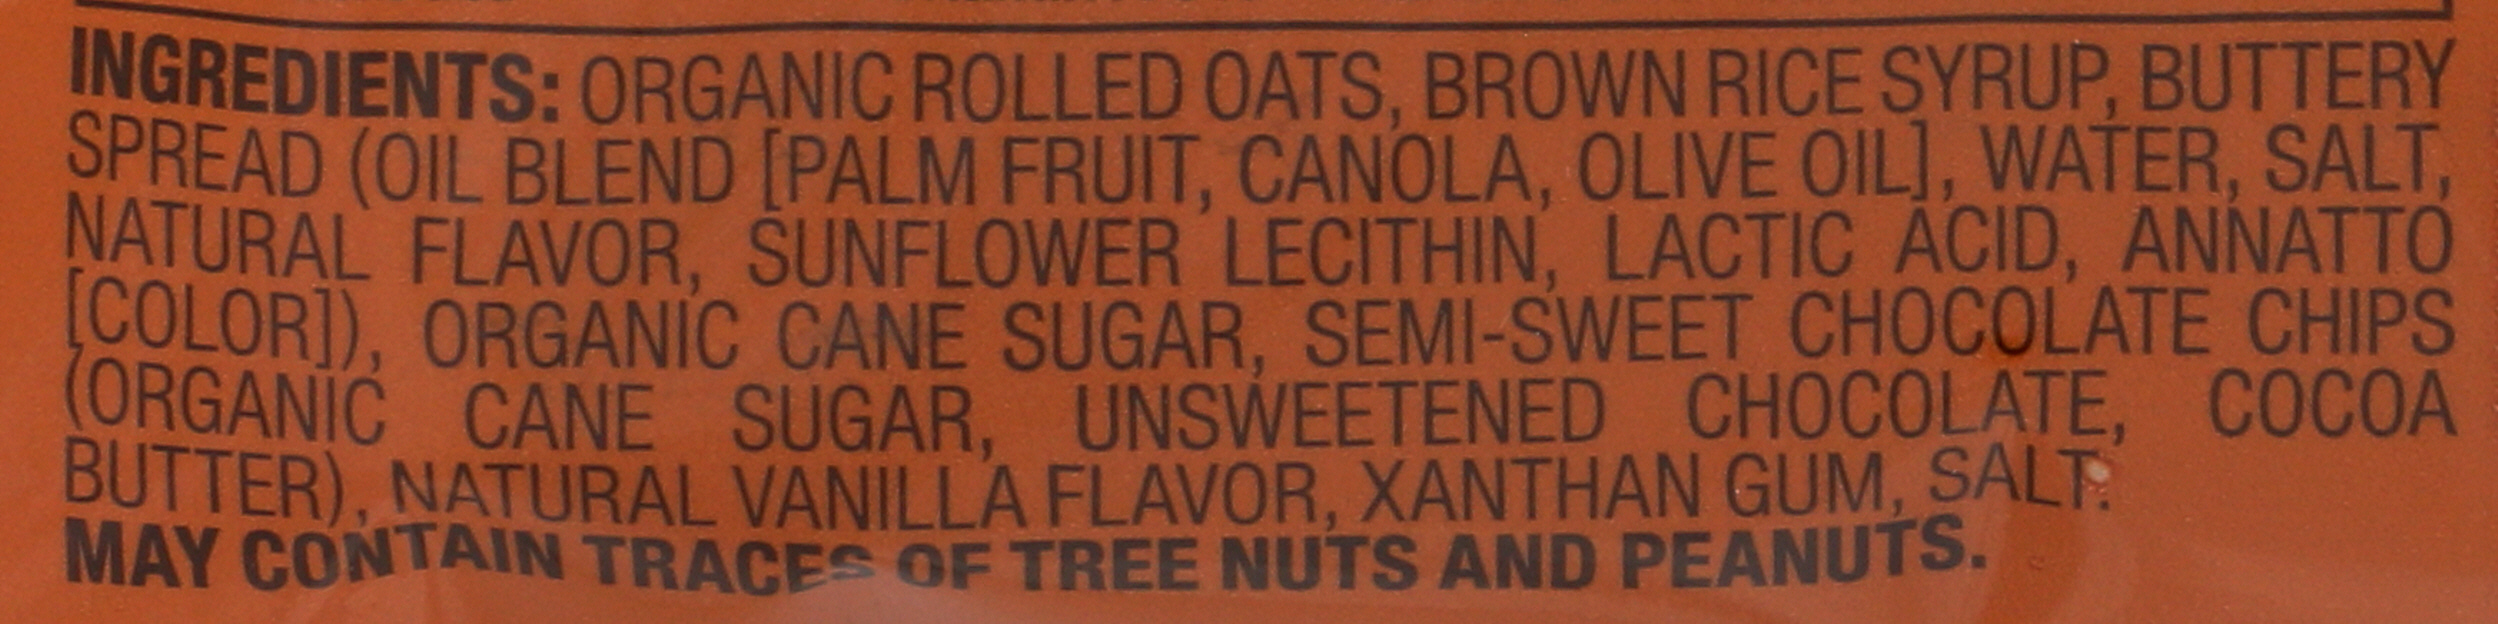 INGREDIENTS: ORGANIC ROLLED OATS, BROWN RICE SYRUP, BUTTERY
SPREAD (OIL BLEND [PALM FRUIT, CANOLA, OLIVE OIL], WATER, SALT,
NATURAL FLAVOR, SUNFLOWER LECITHIN, LACTIC ACID, ANNATTO
[COLOR]), ORGANIC CANE SUGAR, SEMI-SWEET CHOCOLATE CHIPS
(ORGANIC CANE SUGAR, UNSWEETENED CHOCOLATE, COCOA
BUTTER), NATURAL VANILLA FLAVOR, XANTHAN GUM, SALT.
MAY CONTAIN TRACES OF TREE NUTS AND PEANUTS.